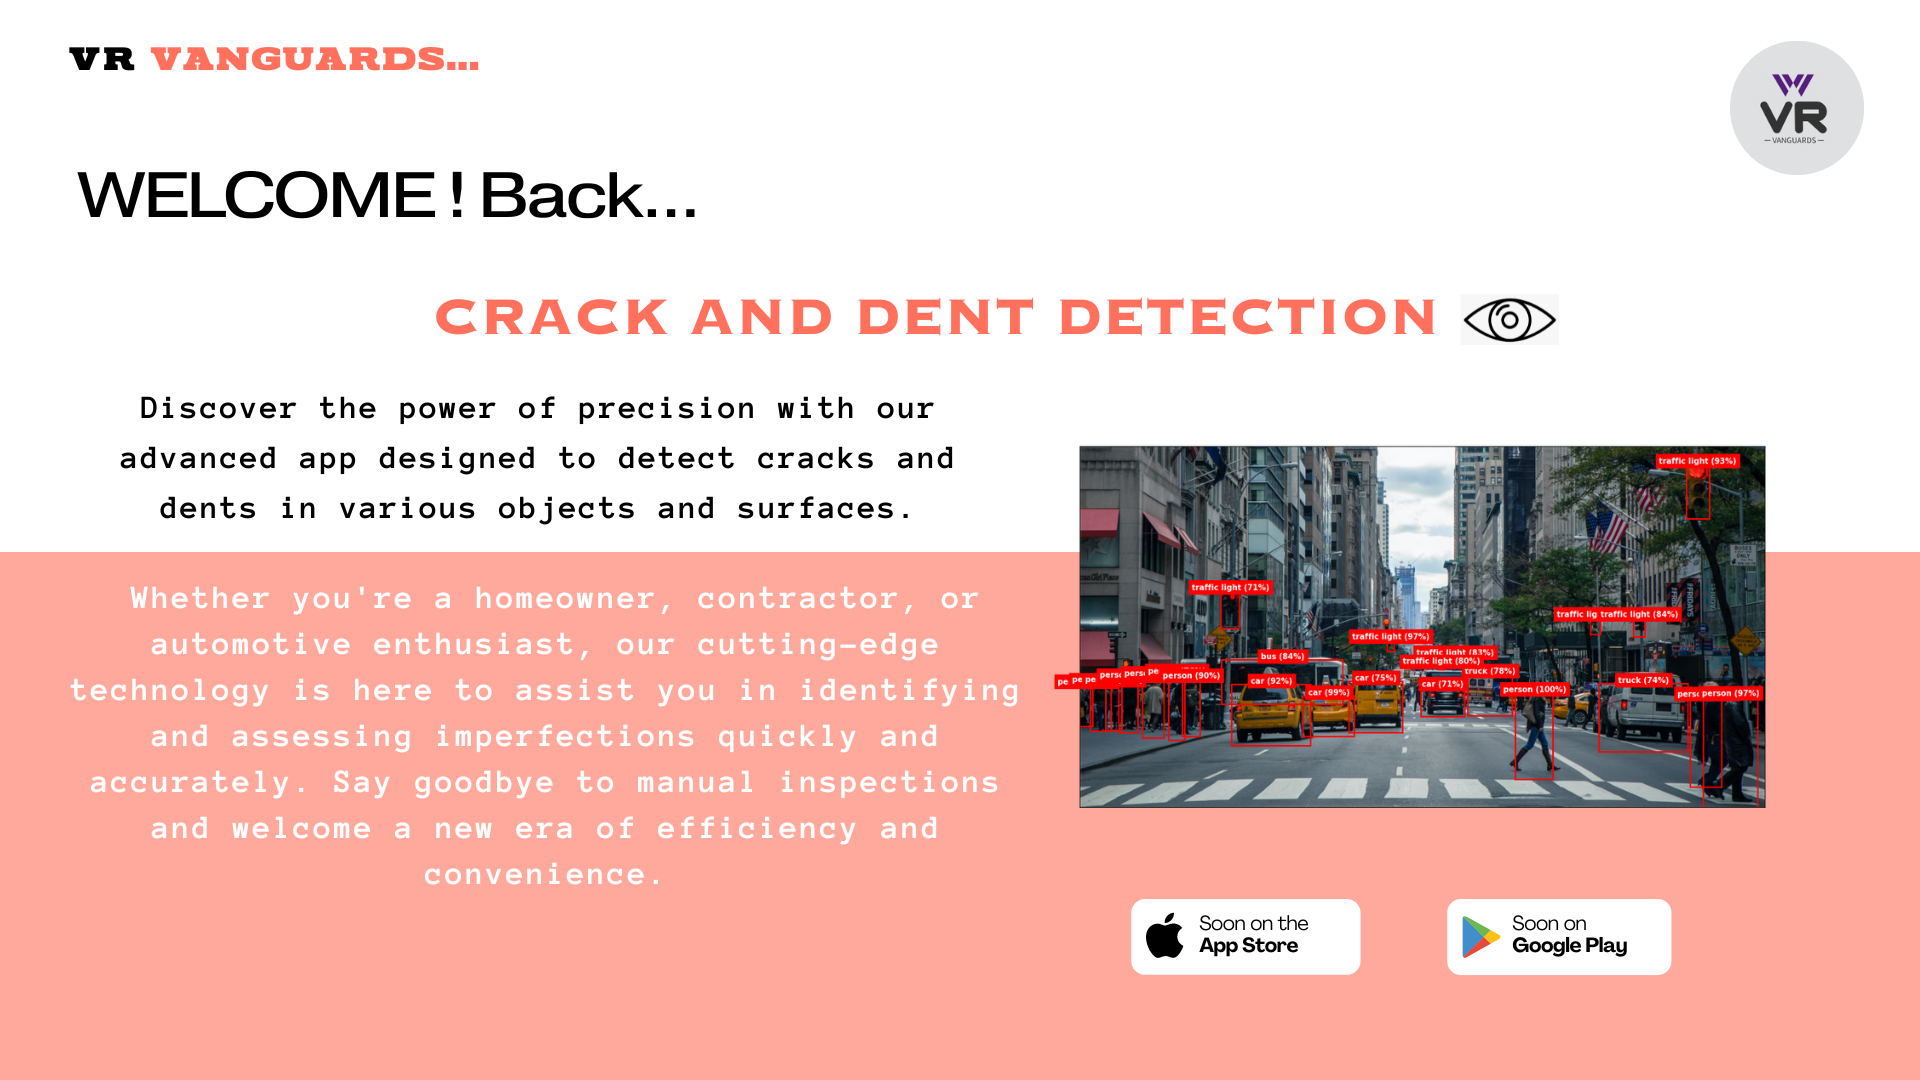 VR VANGUARDS...
VR
VANGUARDS
WELCOME ! Back...
CRACK AND DENT DETECTION
Discover the power of precision with our
advanced app designed to detect cracks and
dents in various objects and surfaces.
Whether you're a homeowner, contractor, or
automotive enthusiast, our cutting-edge
technology is here to assist you in identifying
and assessing imperfections quickly and
accurately. Say goodbye to manual inspections
and welcome a new era of efficiency and
convenience.
traffic light (93%)
traffic light (71%)
traffic lig traffic light (84%)
traffic light (97%)
traffic light (83%)
traffic light (80%)
bus (84%)
truck (78%)
pe pe pe pers perso pe person (90%)
car (92%)
car (99%)
car (75%)
car (71%)
person (100%)
truck (74%)
pers person (97%)
Soon on the
App Store
Soon on
Google Play